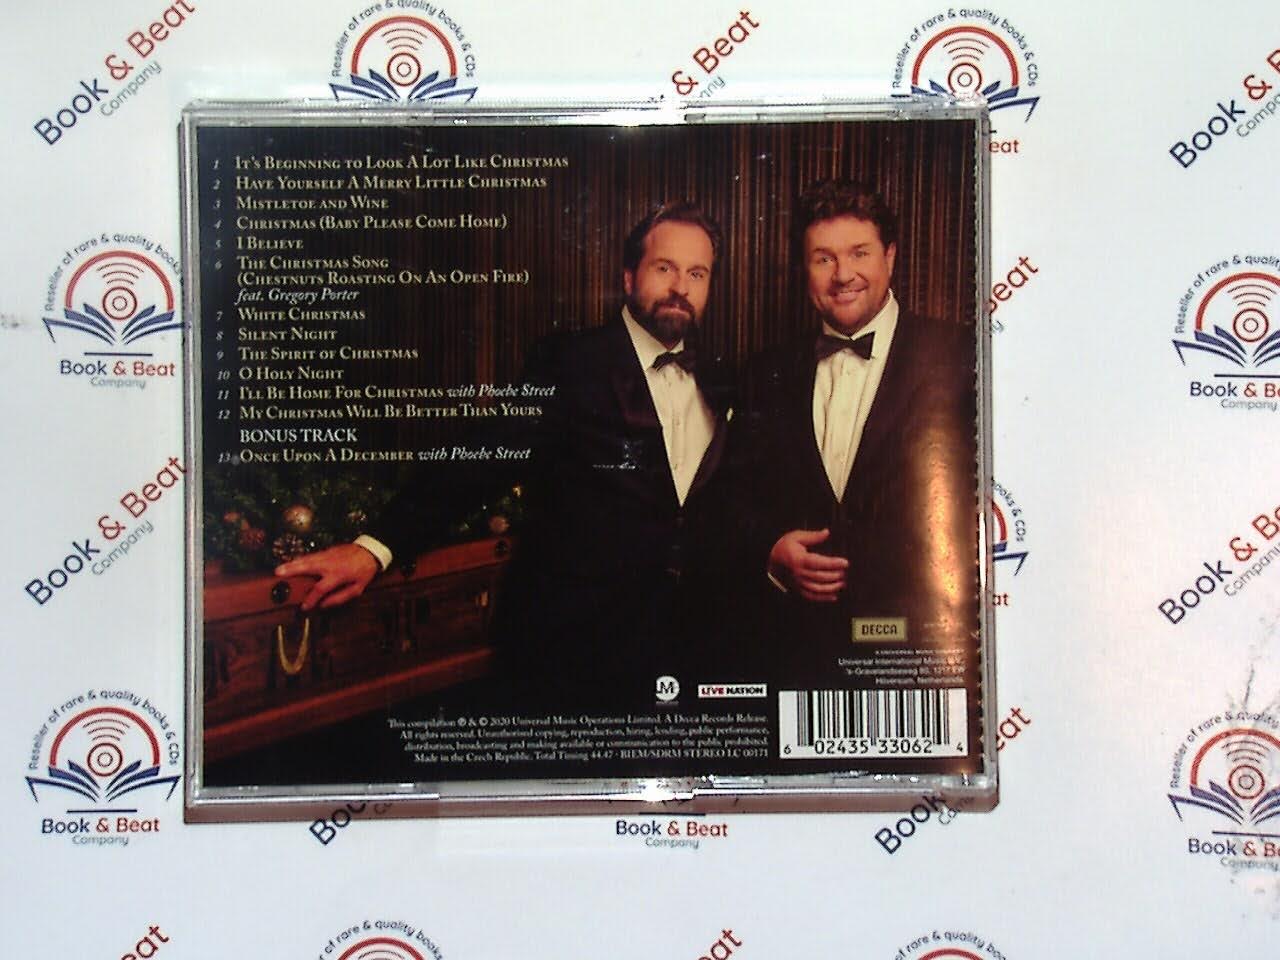 1 It's Beginning to Look A Lot Like Christmas
2 Have Yourself A Merry Little Christmas
3 Mistletoe and Wine
4 Christmas (Baby Please Come Home)
5 I Believe
6 The Christmas Song
(Chestnuts Roasting On An Open Fire)
feat. Gregory Porter
7 White Christmas
8 Silent Night
9 The Spirit of Christmas
10 O Holy Night
11 I'll Be Home For Christmas with Phoebe Street
12 My Christmas Will Be Better Than Yours
BONUS TRACK
13 Once Upon A December with Phoebe Street
DECCA
Universal International Music B.V.
's-Gravelandseweg 80, 1217 EW
Hilversum, Netherlands
LIVE NATION
This compilation ℗ & © 2020 Universal Music Operations Limited. A Decca Records Release.
All rights reserved. Unauthorised copying, reproduction, hiring, lending, public performance,
distribution, broadcasting and making available or communication to the public prohibited.
Made in the Czech Republic. Total Timing 44.47 · BIEM/SDRM STEREO LC 00171
6 02435 33062 4
Book & Beat
Company
Reseller of rare & quality books & CDs
Book & Beat
Company